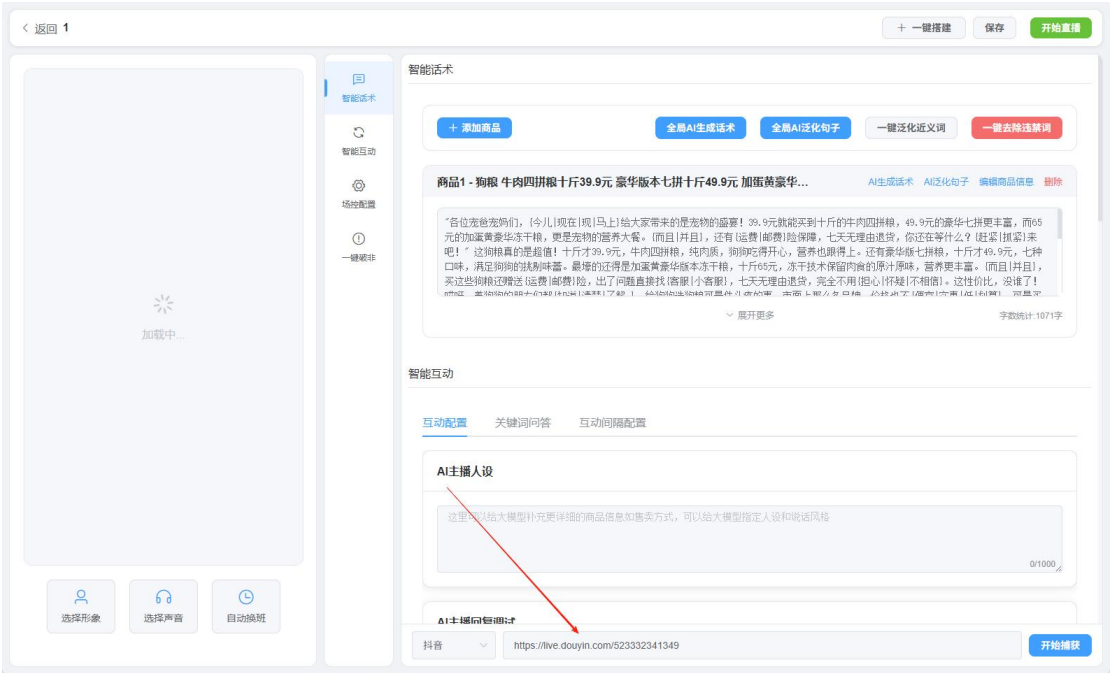 返回 1
一键搭建
保存
开始直播
加载中...
选择形象
选择声音
自动换班
智能话术
智能互动
场控配置
一键破非
智能话术
+ 添加商品
全局AI生成话术
全局AI泛化句子
一键泛化近义词
一键去除违禁词
商品1 - 狗粮 牛肉四拼粮十斤39.9元 豪华版本七拼十斤49.9元 加蛋黄豪华...
AI生成话术
AI泛化句子
编辑商品信息
删除
"各位宠爸宠妈们，{今儿|现在|现|马上}给大家带来的是宠物的盛宴！39.9元就能买到十斤的牛肉四拼粮，49.9元的豪华七拼更丰富，而65
元的加蛋黄豪华冻干粮，更是宠物的营养大餐。{而且|并且}，还有{运费|邮费}险保障，七天无理由退货，你还在等什么？{赶紧|抓紧}来
吧！"这狗粮真的是超值！十斤才39.9元，牛肉四拼粮，纯肉质，狗狗吃得开心，营养也跟得上。还有豪华版七拼粮，十斤才49.9元，七种
口味，满足狗狗的挑剔味蕾。最壕的还得是加蛋黄豪华版本冻干粮，十斤65元，冻干技术保留肉食的原汁原味，营养更丰富。{而且|并且}，
买这些狗粮还赠送{运费|邮费}险，出了问题直接找{客服|小客服}，七天无理由退货，完全不用{担心|怀疑|不相信}。这性价比，没谁了！
展开更多
字数统计:1071字
智能互动
互动配置
关键词问答
互动间隔配置
AI主播人设
这里可以给大模型补充更详细的商品信息如售卖方式，可以给大模型指定人设和说话风格
0/1000
AI主播回复调试
抖音
https://live.douyin.com/523332341349
开始捕获